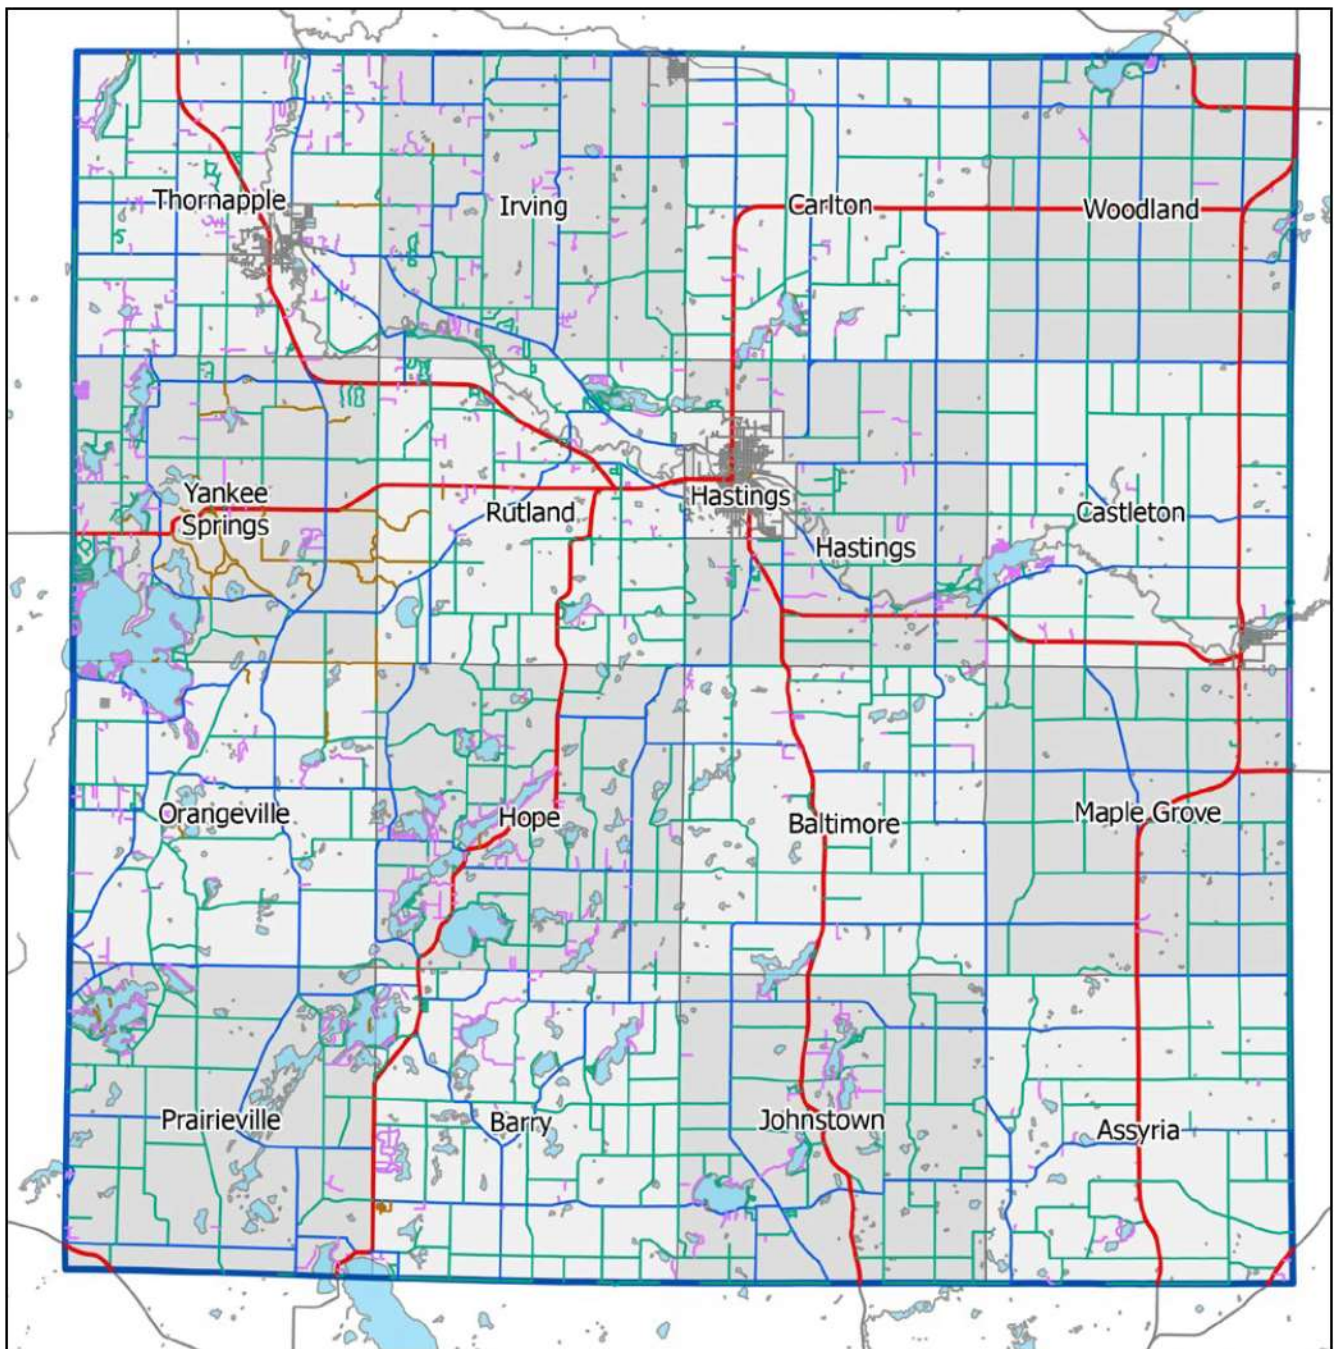 Thornapple
Irving
Carlton
Woodland
Yankee
Springs
Rutland
Hastings
Hastings
Castleton
Orangeville
Hope
Baltimore
Maple Grove
Prairieville
Barry
Johnstown
Assyria